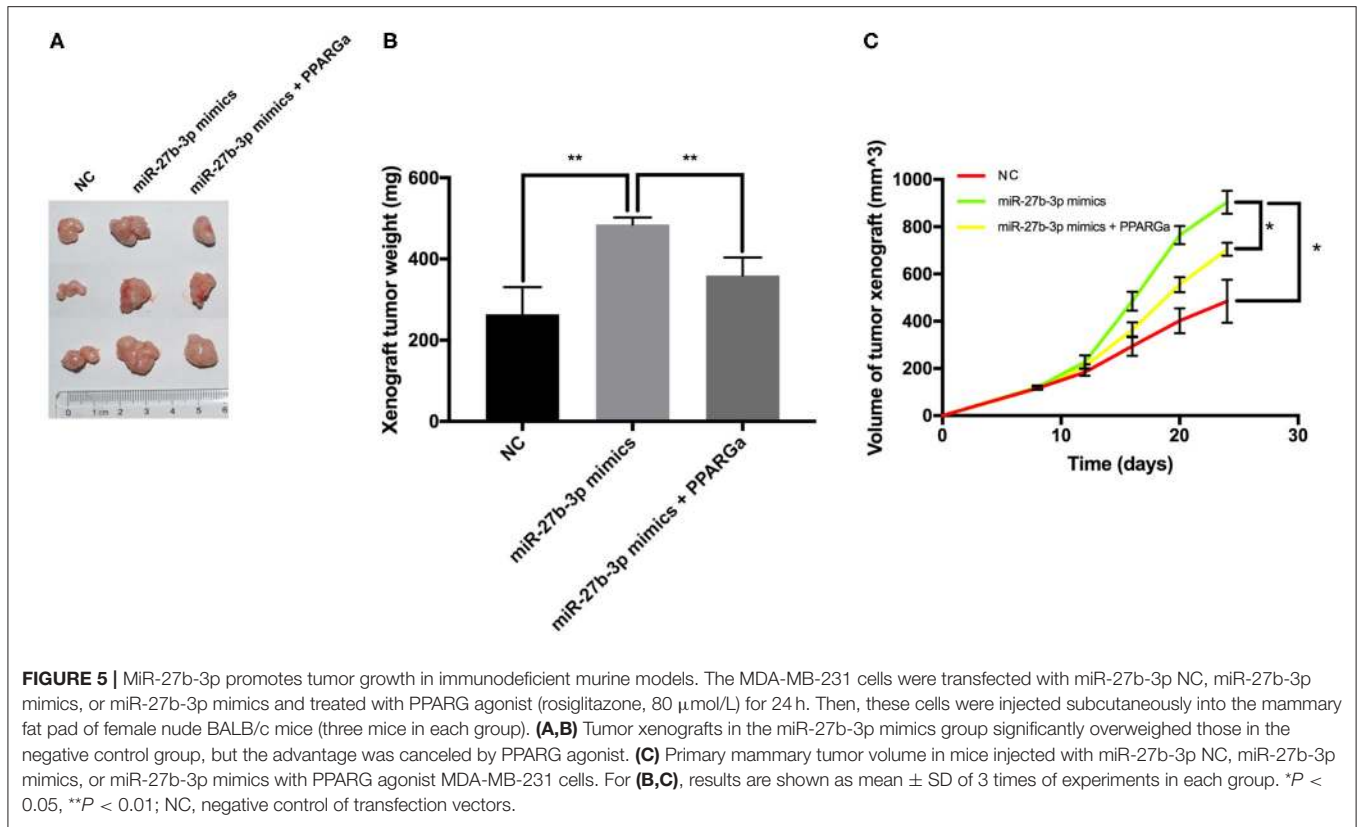 A
NC
miR-27b-3p mimics
miR-27b-3p mimics + PPARGa
0 1 cm 2 3 4 5 6
B
**
**
Xenograft tumor weight (mg)
600
400
200
0
NC
miR-27b-3p mimics
miR-27b-3p mimics + PPARGa
C
Volume of tumor xenograft (mm^3)
1000
800
600
400
200
0
NC
miR-27b-3p mimics
miR-27b-3p mimics + PPARGa
*
*
0 10 20 30
Time (days)
FIGURE 5 | MiR-27b-3p promotes tumor growth in immunodeficient murine models. The MDA-MB-231 cells were transfected with miR-27b-3p NC, miR-27b-3p
mimics, or miR-27b-3p mimics and treated with PPARG agonist (rosiglitazone, 80 μmol/L) for 24 h. Then, these cells were injected subcutaneously into the mammary
fat pad of female nude BALB/c mice (three mice in each group). (A,B) Tumor xenografts in the miR-27b-3p mimics group significantly overweighed those in the
negative control group, but the advantage was canceled by PPARG agonist. (C) Primary mammary tumor volume in mice injected with miR-27b-3p NC, miR-27b-3p
mimics, or miR-27b-3p mimics with PPARG agonist MDA-MB-231 cells. For (B,C), results are shown as mean ± SD of 3 times of experiments in each group. *P <
0.05, **P < 0.01; NC, negative control of transfection vectors.